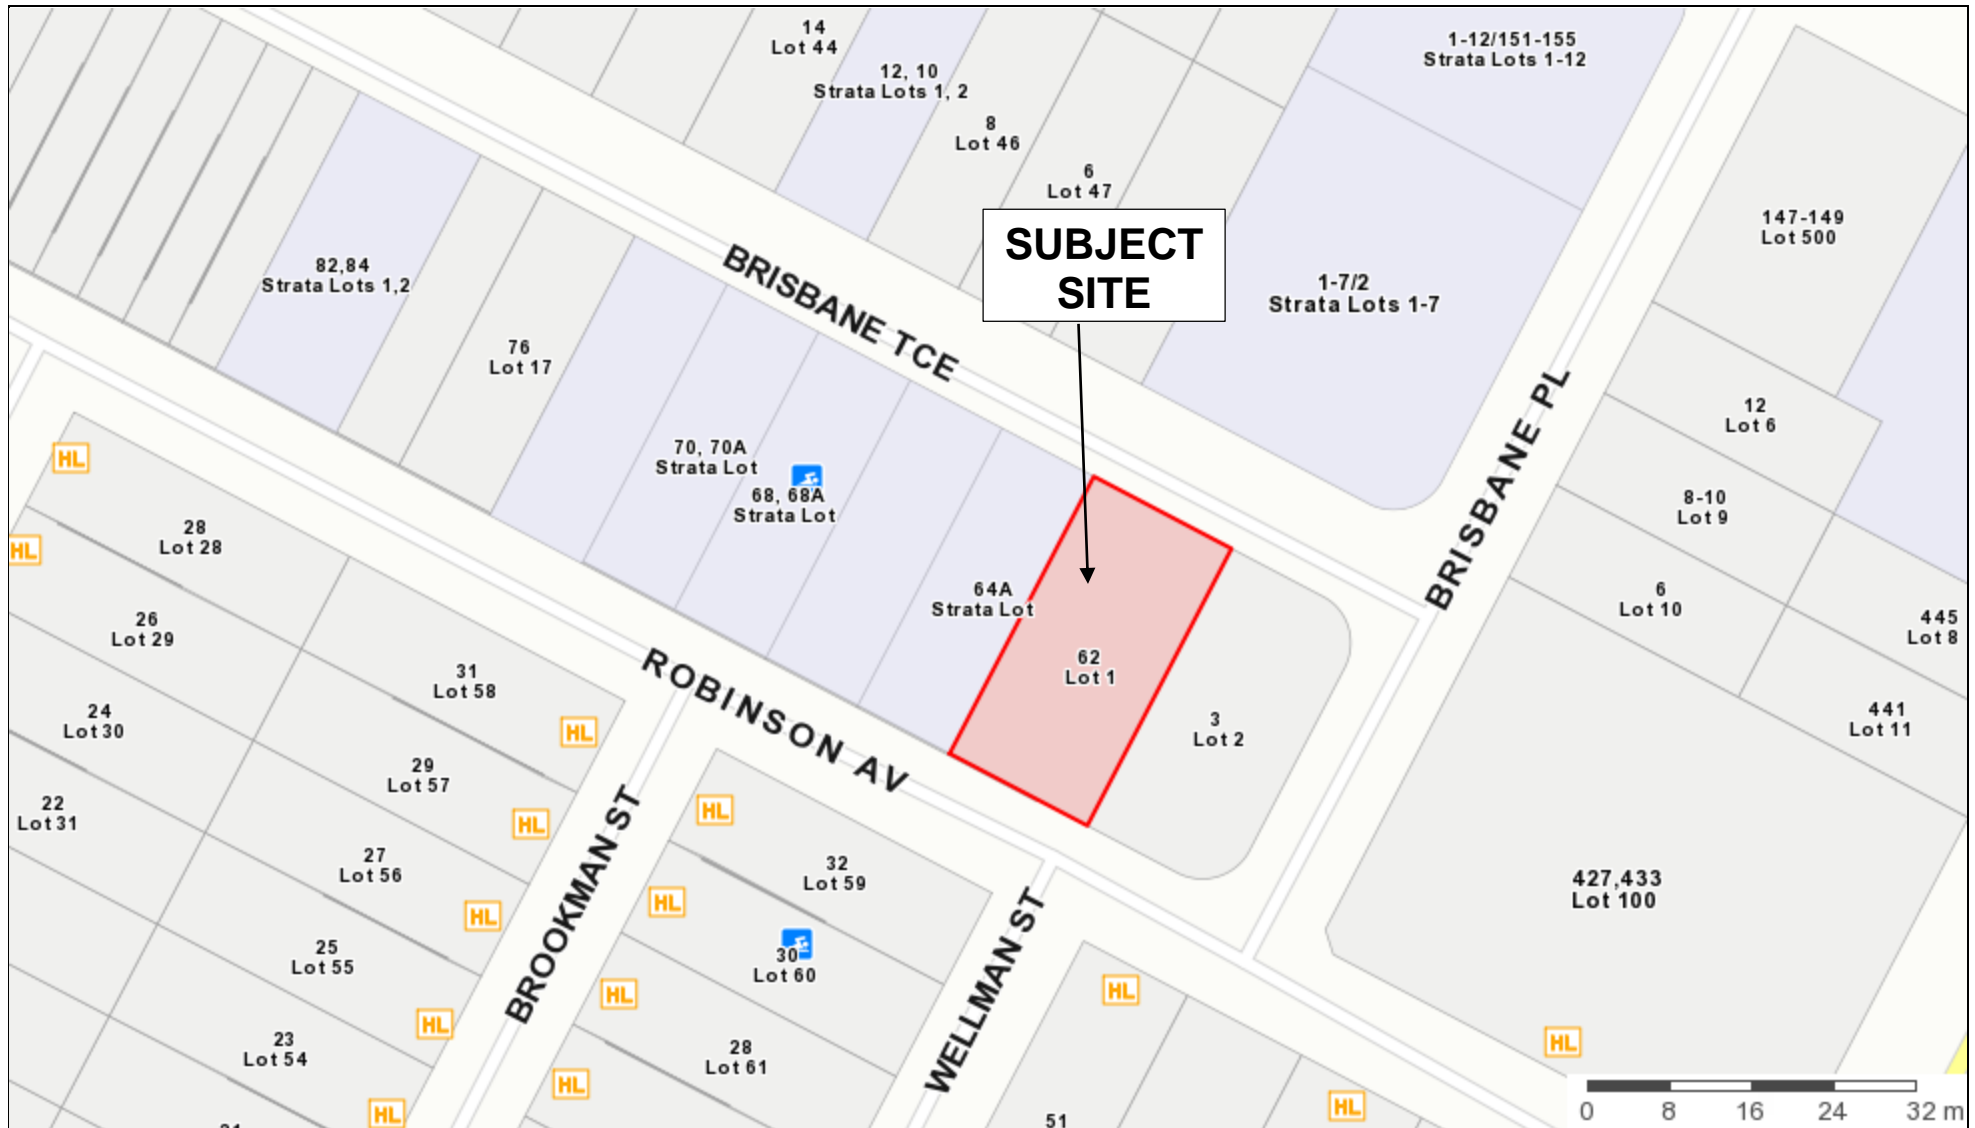 14
Lot 44
12, 10
Strata Lots 1, 2
8
Lot 46
6
Lot 47
1-12/151-155
Strata Lots 1-12
147-149
Lot 500
SUBJECT
SITE
82,84
Strata Lots 1,2
BRISBANE TCE
1-7/2
Strata Lots 1-7
76
Lot 17
BRISBANE PL
12
Lot 6
70, 70A
Strata Lot
68, 68A
Strata Lot
8-10
Lot 9
HL
28
Lot 28
HL
64A
Strata Lot
6
Lot 10
445
Lot 8
26
Lot 29
62
Lot 1
31
Lot 58
ROBINSON AV
24
Lot 30
HL
3
Lot 2
441
Lot 11
29
Lot 57
22
Lot 31
HL
HL
BROOKMAN ST
27
Lot 56
32
Lot 59
427,433
Lot 100
HL
HL
25
Lot 55
30
Lot 60
WELLMAN ST
HL
HL
HL
23
Lot 54
28
Lot 61
HL
HL
HL
HL
51
0 8 16 24 32 m